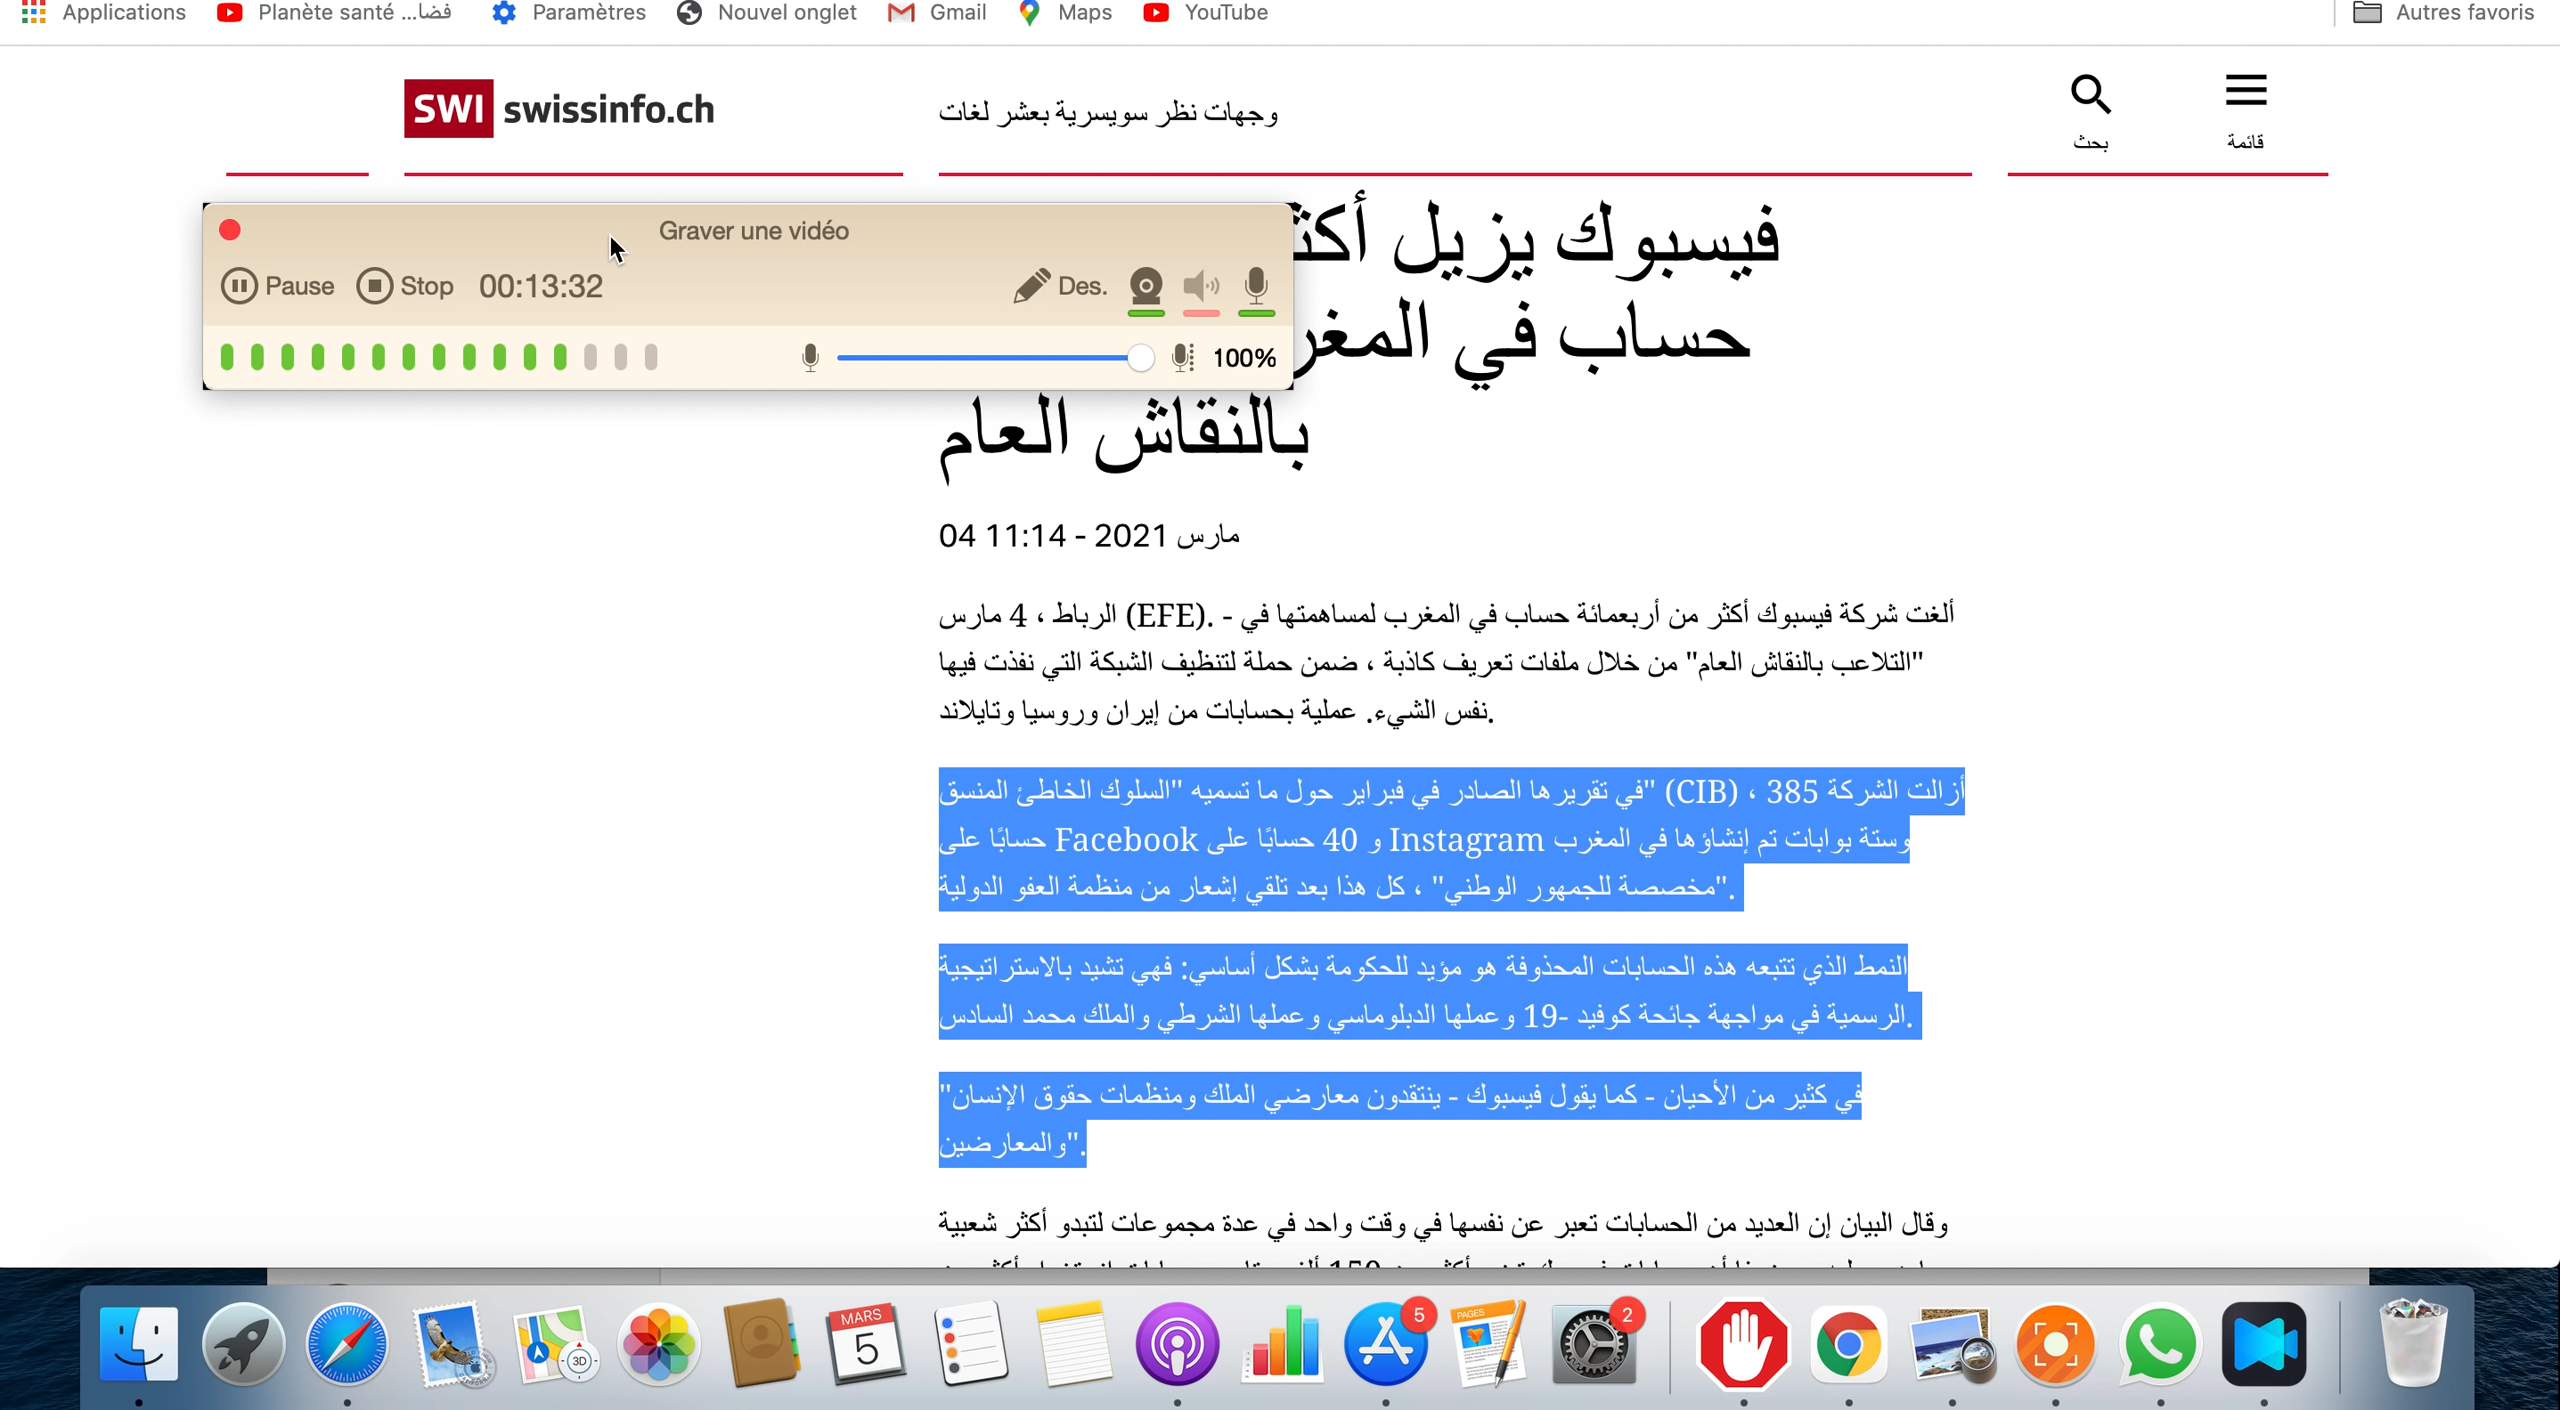 Applications
Planète santé ...فضا
Paramètres
Nouvel onglet
Gmail
Maps
YouTube
Autres favoris
SWI swissinfo.ch
وجهات نظر سويسرية بعشر لغات
بحث
قائمة
Graver une vidéo
Pause
Stop
00:13:32
Des.
100%
فيسبوك يزيل
حساب في
بالنقاش العام
04 مارس 2021 - 11:14
ألغت شركة فيسبوك أكثر من أربعمائة حساب في المغرب لمساهمتها في - .(EFE) الرباط ، 4 مارس
"التلاعب بالنقاش العام" من خلال ملفات تعريف كاذبة ، ضمن حملة لتنظيف الشبكة التي نفذت فيها
نفس الشيء. عملية بحسابات من إيران وروسيا وتايلاند.
أزالت الشركة 385 ، (CIB) "في تقريرها الصادر في فبراير حول ما تسميه "السلوك الخاطئ المنسق
وستة بوابات تم إنشاؤها في المغرب Instagram و 40 حسابًا على Facebook حسابًا على
"مخصصة للجمهور الوطني" ، كل هذا بعد تلقي إشعار من منظمة العفو الدولية.
النمط الذي تتبعه هذه الحسابات المحذوفة هو مؤيد للحكومة بشكل أساسي: فهي تشيد بالاستراتيجية
الرسمية في مواجهة جائحة كوفيد -19 وعملها الدبلوماسي وعملها الشرطي والملك محمد السادس.
في كثير من الأحيان - كما يقول فيسبوك - ينتقدون معارضي الملك ومنظمات حقوق الإنسان"
والمعارضين".
وقال البيان إن العديد من الحسابات تعبر عن نفسها في وقت واحد في عدة مجموعات لتبدو أكثر شعبية
MARS
5
3D
5
PAGES
2